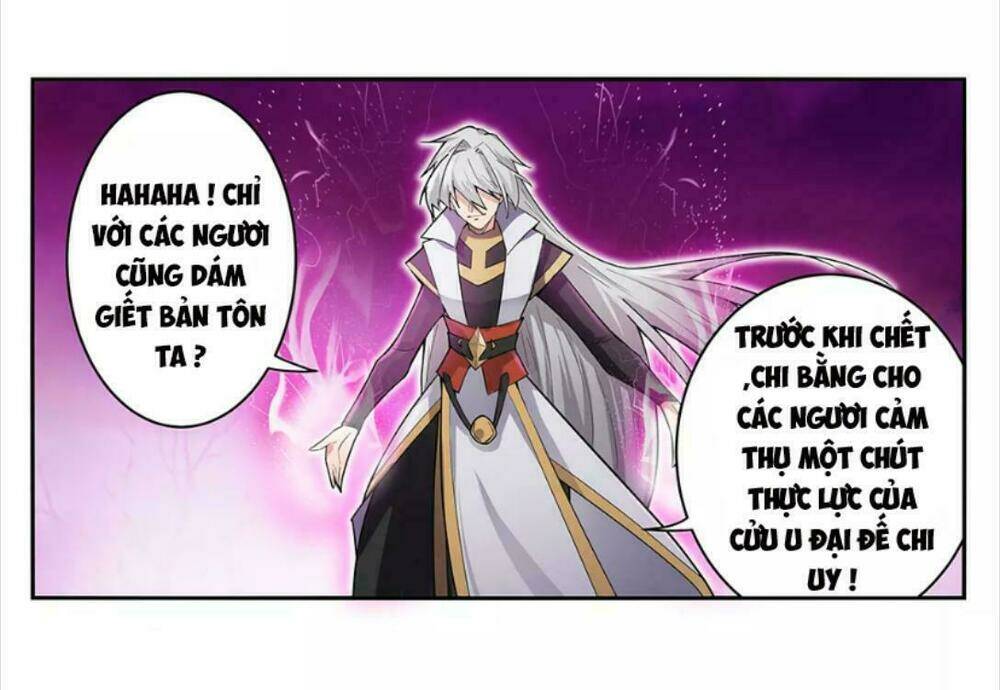 HAHAHA ! CHỈ
VỚI CÁC NGƯƠI
CŨNG DÁM
GIẾT BẢN TÔN
TA ?
TRƯỚC KHI CHẾT
,CHI BẰNG CHO
CÁC NGƯƠI CẢM
THỤ MỘT CHÚT
THỰC LỰC CỦA
CỬU U ĐẠI ĐẾ CHI
UY !